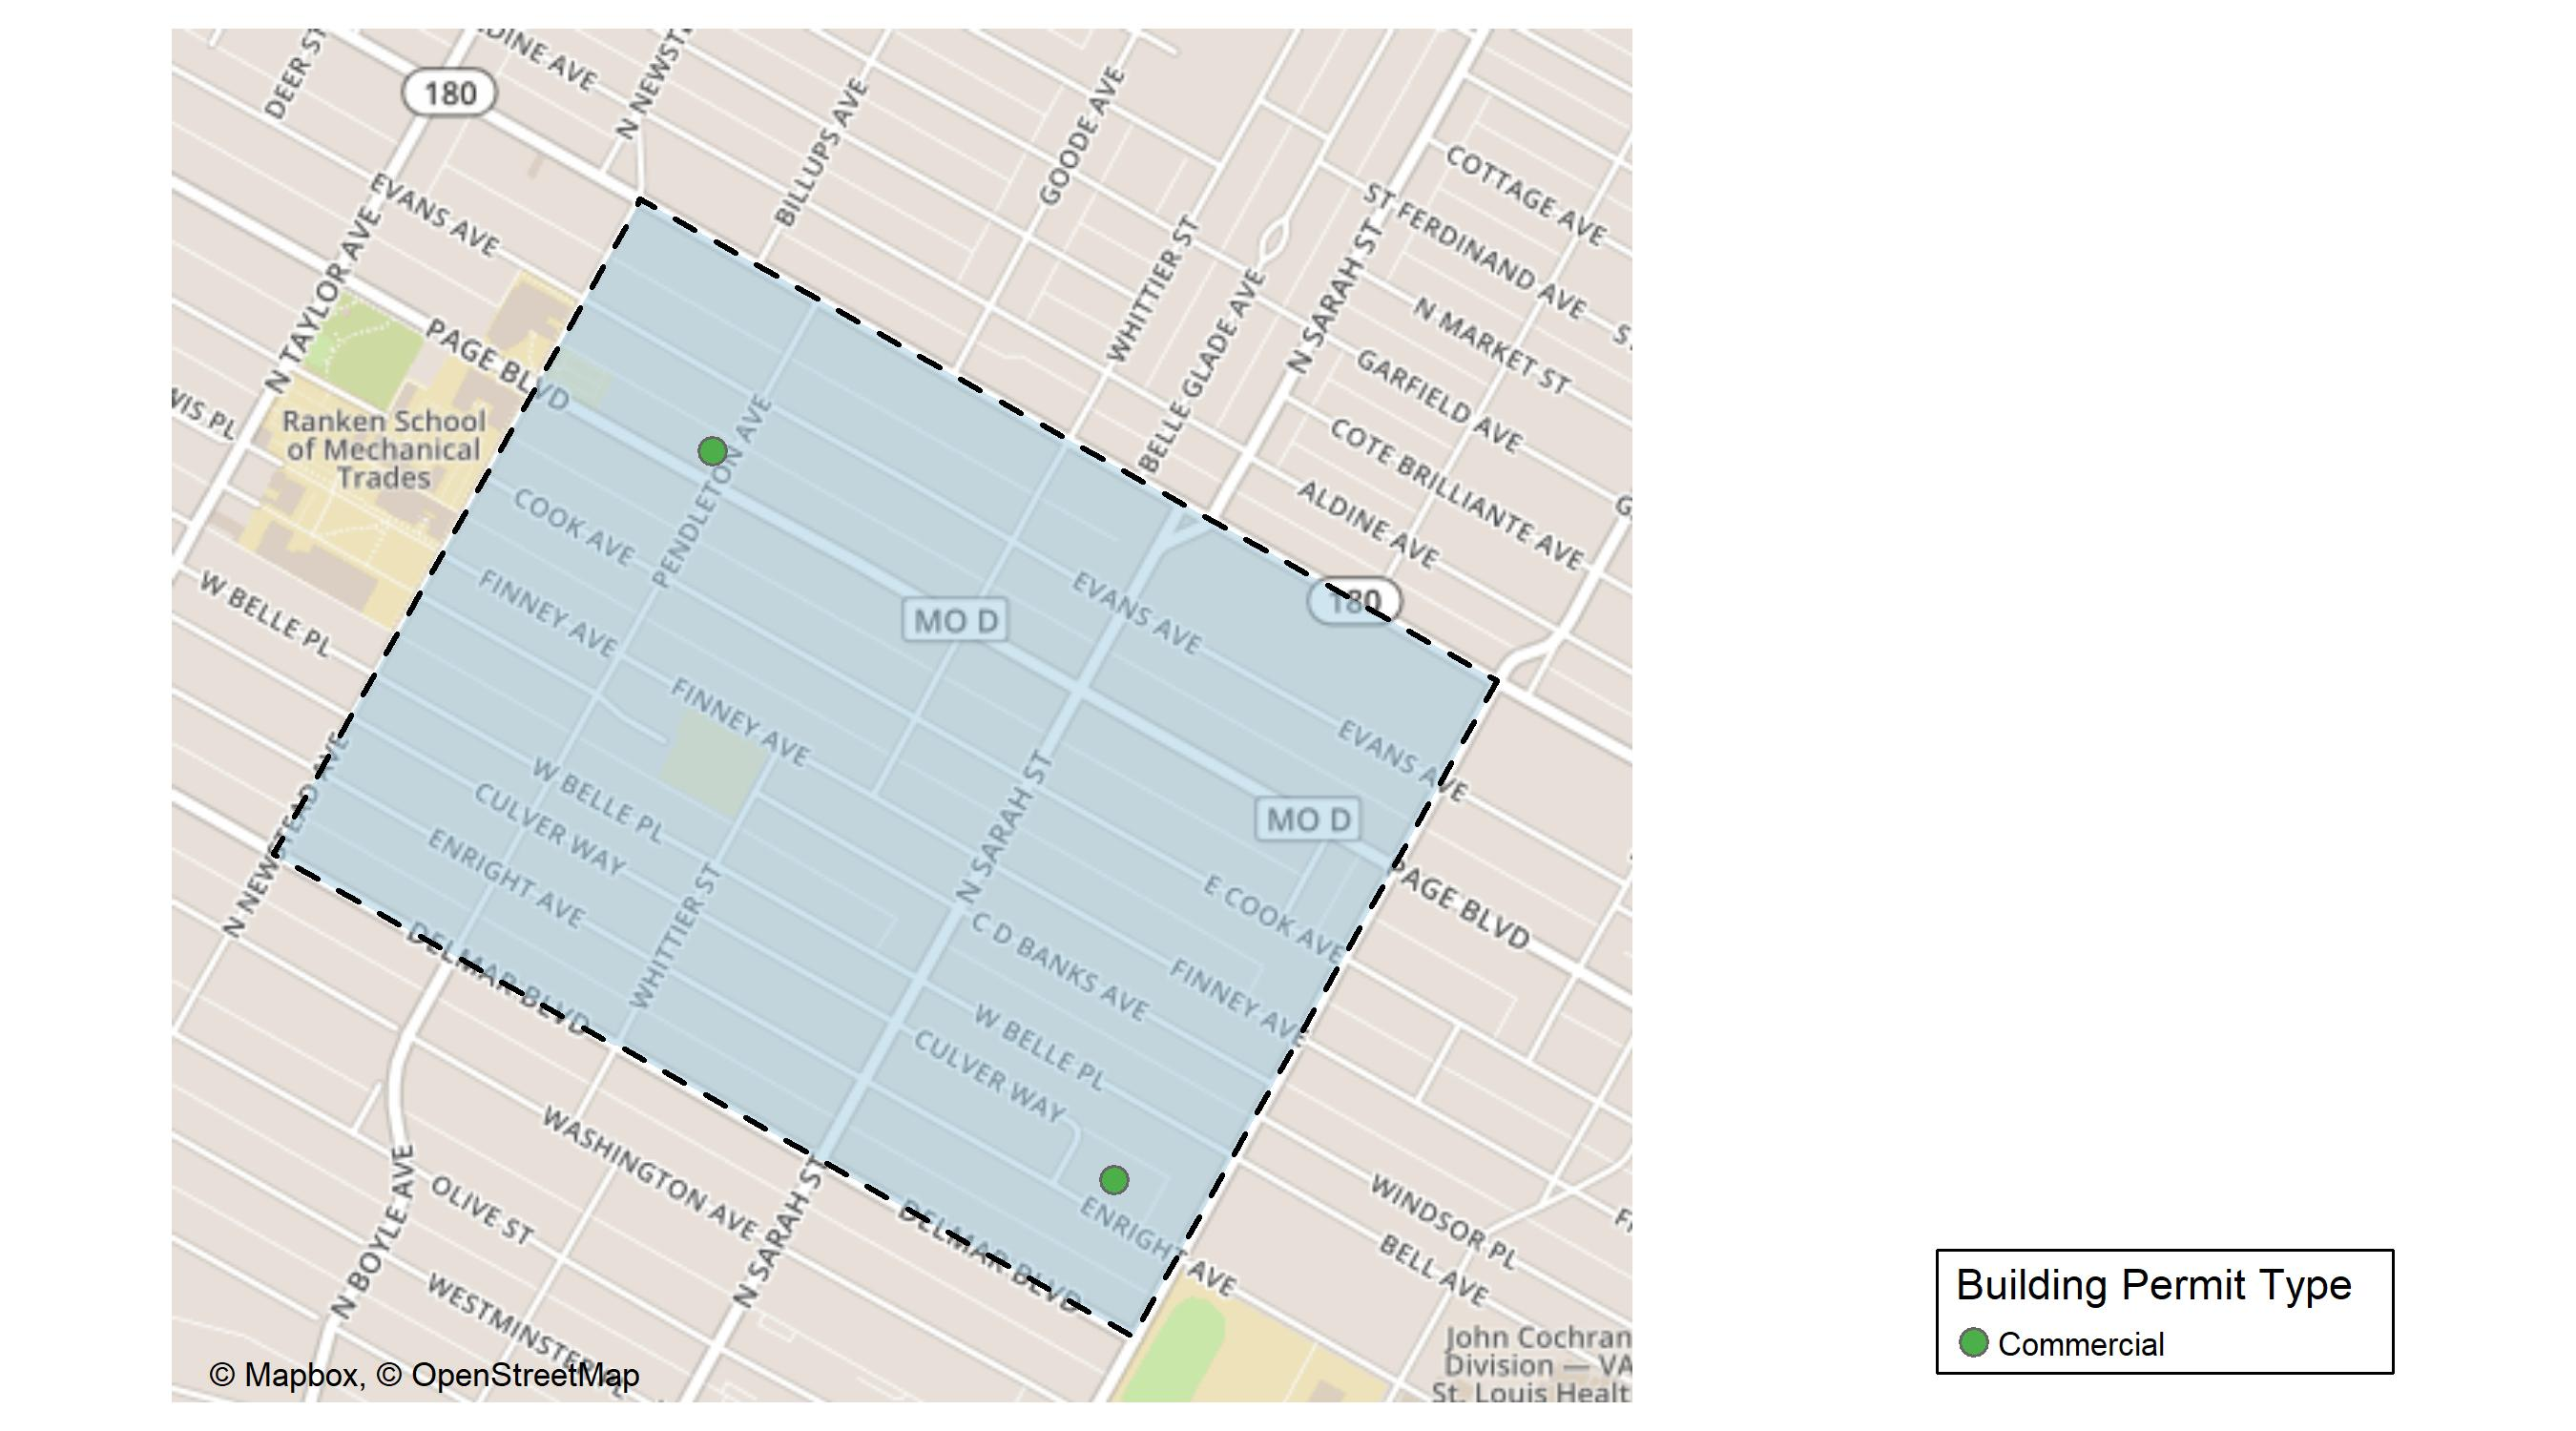 DEER ST
180
N NEWST
BILLUPS AVE
GOODE AVE
COTTAGE AVE
ST FERDINAND AVE
EVANS AVE
N TAYLOR AVE
WHITTIER ST
BELLE GLADE AVE
N SARAH ST
N MARKET ST
GARFIELD AVE
PAGE BLVD
COTE BRILLIANTE AVE
Ranken School
of Mechanical
Trades
PENDLETON AVE
ALDINE AVE
COOK AVE
FINNEY AVE
W BELLE PL
EVANS AVE
180
MO D
FINNEY AVE
EVANS AVE
N SARAH ST
MO D
W BELLE PL
CULVER WAY
ENRIGHT AVE
WHITTIER ST
E COOK AVE
PAGE BLVD
N NEWSTEAD AVE
DELMAR BLVD
C D BANKS AVE
FINNEY AVE
W BELLE PL
CULVER WAY
WASHINGTON AVE
N BOYLE AVE
OLIVE ST
N SARAH ST
DELMAR BLVD
ENRIGHT AVE
WINDSOR PL
BELL AVE
WESTMINSTER PL
John Cochran
Division — VA
St. Louis Healt
© Mapbox, © OpenStreetMap
Building Permit Type
Commercial